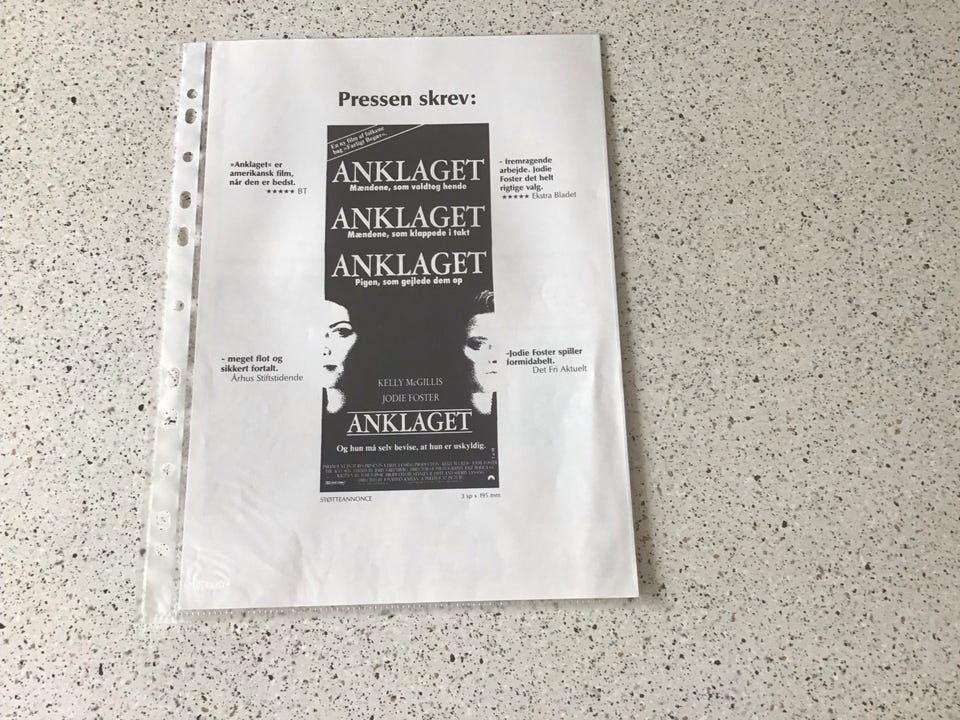 Pressen skrev:
En ny film af folkene
bag »Farligt Begær«.
»Anklaget« er
amerikansk film,
når den er bedst.
★★★★★ BT
ANKLAGET
Mændene, som voldtog hende
ANKLAGET
Mændene, som klappede i takt
ANKLAGET
Pigen, som gejlede dem op
- fremragende
arbejde. Jodie
Foster det helt
rigtige valg.
★★★★★ Ekstra Bladet
- meget flot og
sikkert fortalt.
Århus Stiftstidende
-Jodie Foster spiller
formidabelt.
Det Fri Aktuelt
KELLY McGILLIS
JODIE FOSTER
ANKLAGET
Og hun må selv bevise, at hun er uskyldig.
STØTTEANNONCE
3 sp x 195 mm